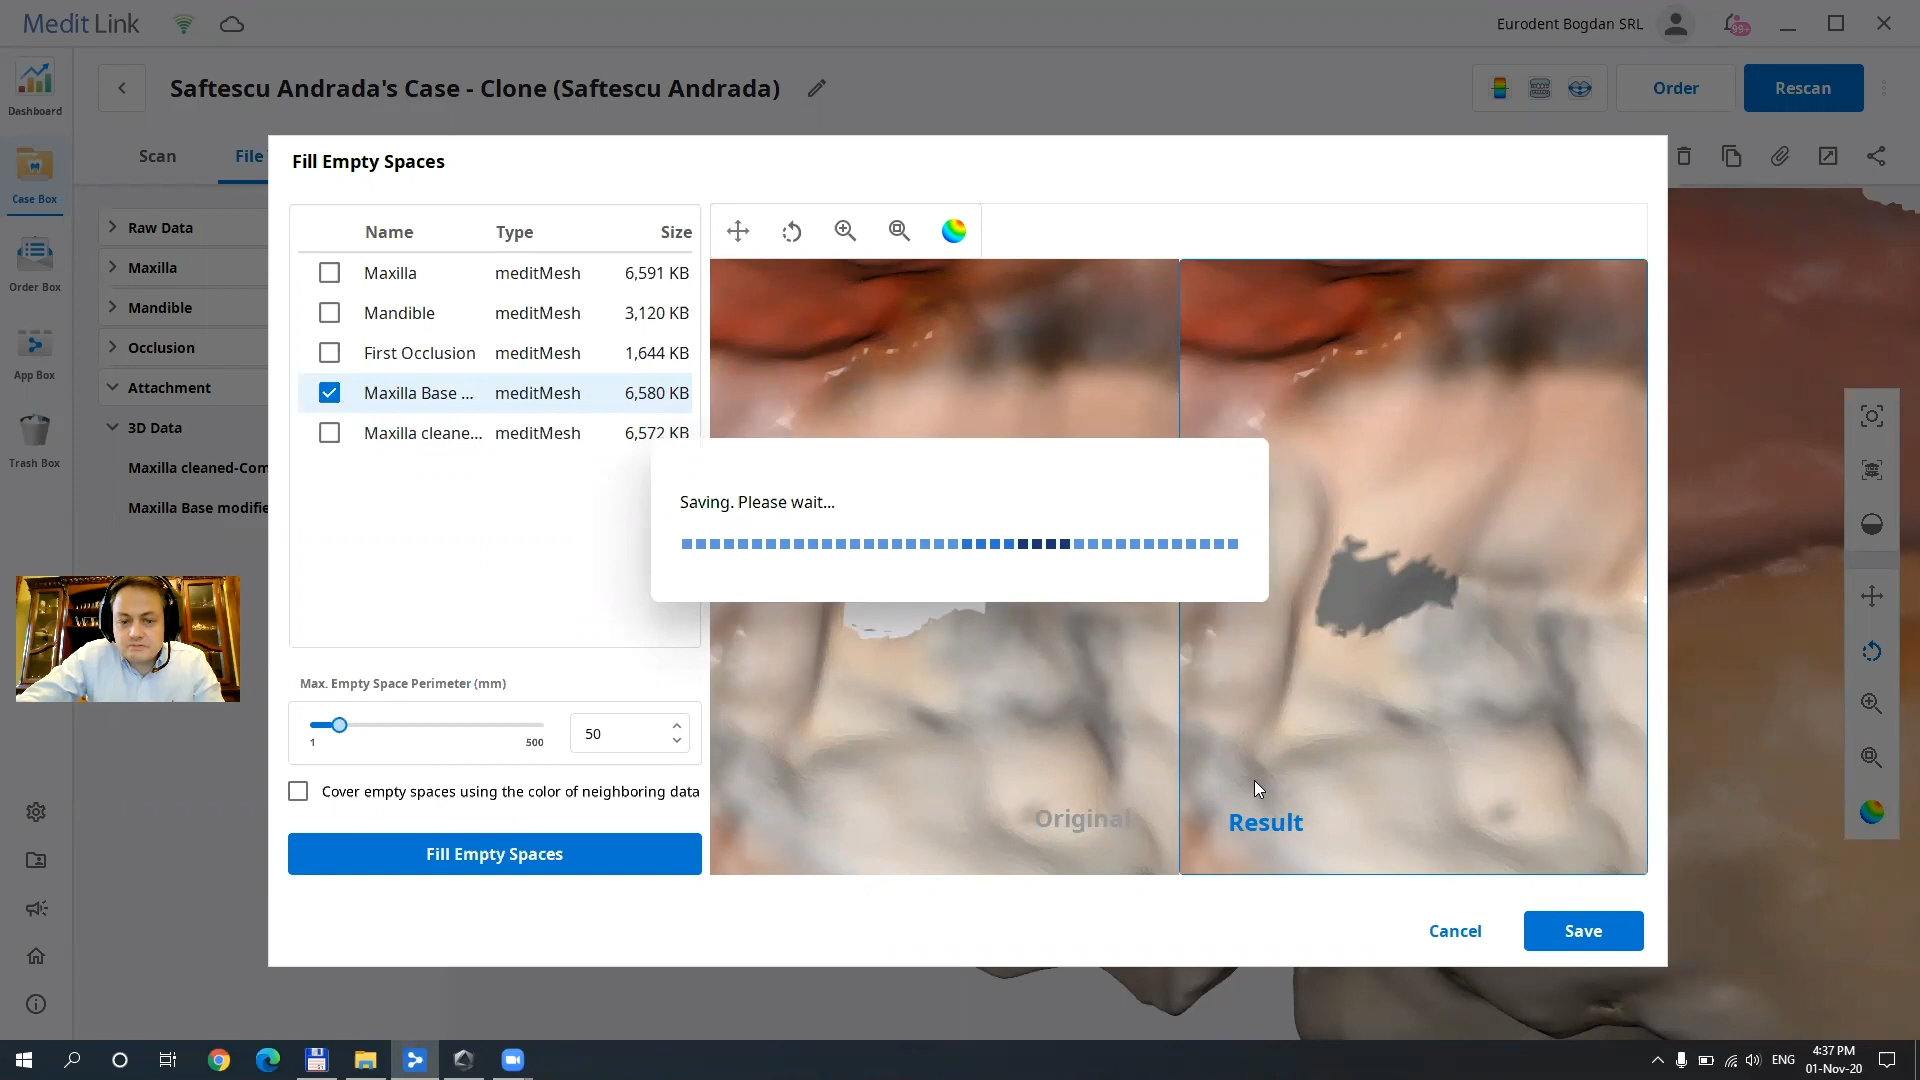 Medit Link
Eurodent Bogdan SRL
99+
Dashboard
Saftescu Andrada's Case - Clone (Saftescu Andrada)
Order
Rescan
Scan
File
Case Box
Order Box
App Box
Trash Box
Raw Data
Maxilla
Mandible
Occlusion
Attachment
3D Data
Maxilla cleaned-Com
Maxilla Base modifie
Fill Empty Spaces
Name Type Size
Maxilla meditMesh 6,591 KB
Mandible meditMesh 3,120 KB
First Occlusion meditMesh 1,644 KB
Maxilla Base ... meditMesh 6,580 KB
Maxilla cleane... meditMesh 6,572 KB
Saving. Please wait...
Max. Empty Space Perimeter (mm)
1
500
50
Cover empty spaces using the color of neighboring data
Fill Empty Spaces
Original
Result
Cancel
Save
ENG
4:37 PM
01-Nov-20